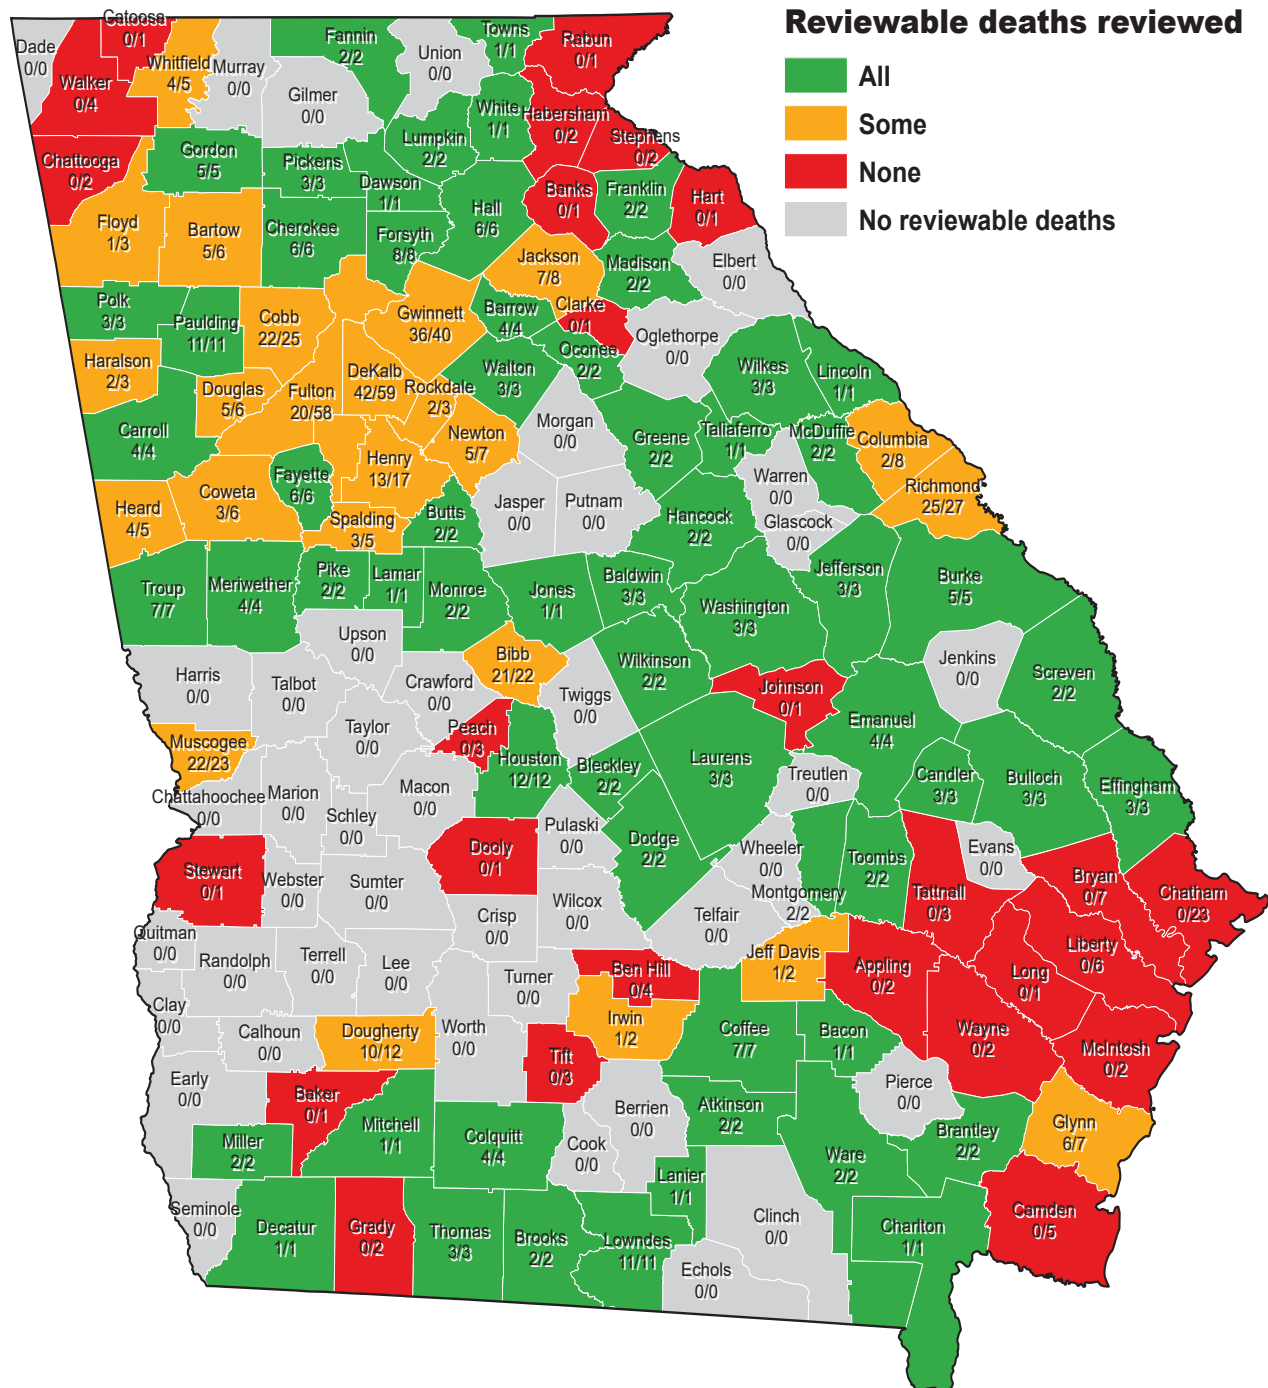 Reviewable deaths reviewed
All
Some
None
No reviewable deaths
Dade
0/0
Catoosa
0/1
Walker
0/4
Whitfield
4/5
Murray
0/0
Fannin
2/2
Gilmer
0/0
Union
0/0
Towns
1/1
Rabun
0/1
White
1/1
Habersham
0/2
Stephens
0/2
Lumpkin
2/2
Chattooga
0/2
Gordon
5/5
Pickens
3/3
Dawson
1/1
Banks
0/1
Franklin
2/2
Hart
0/1
Floyd
1/3
Bartow
5/6
Cherokee
6/6
Forsyth
8/8
Hall
6/6
Jackson
7/8
Madison
2/2
Elbert
0/0
Polk
3/3
Paulding
11/11
Cobb
22/25
Gwinnett
36/40
Barrow
4/4
Clarke
0/1
Oconee
2/2
Oglethorpe
0/0
Haralson
2/3
Douglas
5/6
Fulton
20/58
DeKalb
42/59
Rockdale
2/3
Walton
3/3
Wilkes
3/3
Lincoln
1/1
Carroll
4/4
Fayette
6/6
Henry
13/17
Newton
5/7
Morgan
0/0
Greene
2/2
Taliaferro
1/1
McDuffie
2/2
Columbia
2/8
Richmond
25/27
Warren
0/0
Glascock
0/0
Heard
4/5
Coweta
3/6
Spalding
3/5
Butts
2/2
Jasper
0/0
Putnam
0/0
Hancock
2/2
Troup
7/7
Meriwether
4/4
Pike
2/2
Lamar
1/1
Monroe
2/2
Jones
1/1
Baldwin
3/3
Washington
3/3
Jefferson
3/3
Burke
5/5
Upson
0/0
Bibb
21/22
Wilkinson
2/2
Twiggs
0/0
Johnson
0/1
Jenkins
0/0
Screven
2/2
Harris
0/0
Talbot
0/0
Crawford
0/0
Taylor
0/0
Peach
0/3
Emanuel
4/4
Muscogee
22/23
Houston
12/12
Bleckley
2/2
Laurens
3/3
Treutlen
0/0
Candler
3/3
Bulloch
3/3
Effingham
3/3
Chattahoochee
0/0
Marion
0/0
Schley
0/0
Macon
0/0
Pulaski
0/0
Dodge
2/2
Wheeler
0/0
Montgomery
2/2
Toombs
2/2
Evans
0/0
Stewart
0/1
Webster
0/0
Sumter
0/0
Dooly
0/1
Crisp
0/0
Wilcox
0/0
Telfair
0/0
Tattnall
0/3
Bryan
0/7
Chatham
0/23
Liberty
0/6
Long
0/1
Quitman
0/0
Randolph
0/0
Terrell
0/0
Lee
0/0
Turner
0/0
Ben Hill
0/4
Jeff Davis
1/2
Appling
0/2
Clay
0/0
Calhoun
0/0
Dougherty
10/12
Worth
0/0
Irwin
1/2
Tift
0/3
Coffee
7/7
Bacon
1/1
Wayne
0/2
McIntosh
0/2
Early
0/0
Baker
0/1
Mitchell
1/1
Miller
2/2
Colquitt
4/4
Cook
0/0
Berrien
0/0
Atkinson
2/2
Pierce
0/0
Brantley
2/2
Glynn
6/7
Ware
2/2
Lanier
1/1
Clinch
0/0
Charlton
1/1
Camden
0/5
Seminole
0/0
Decatur
1/1
Grady
0/2
Thomas
3/3
Brooks
2/2
Lowndes
11/11
Echols
0/0